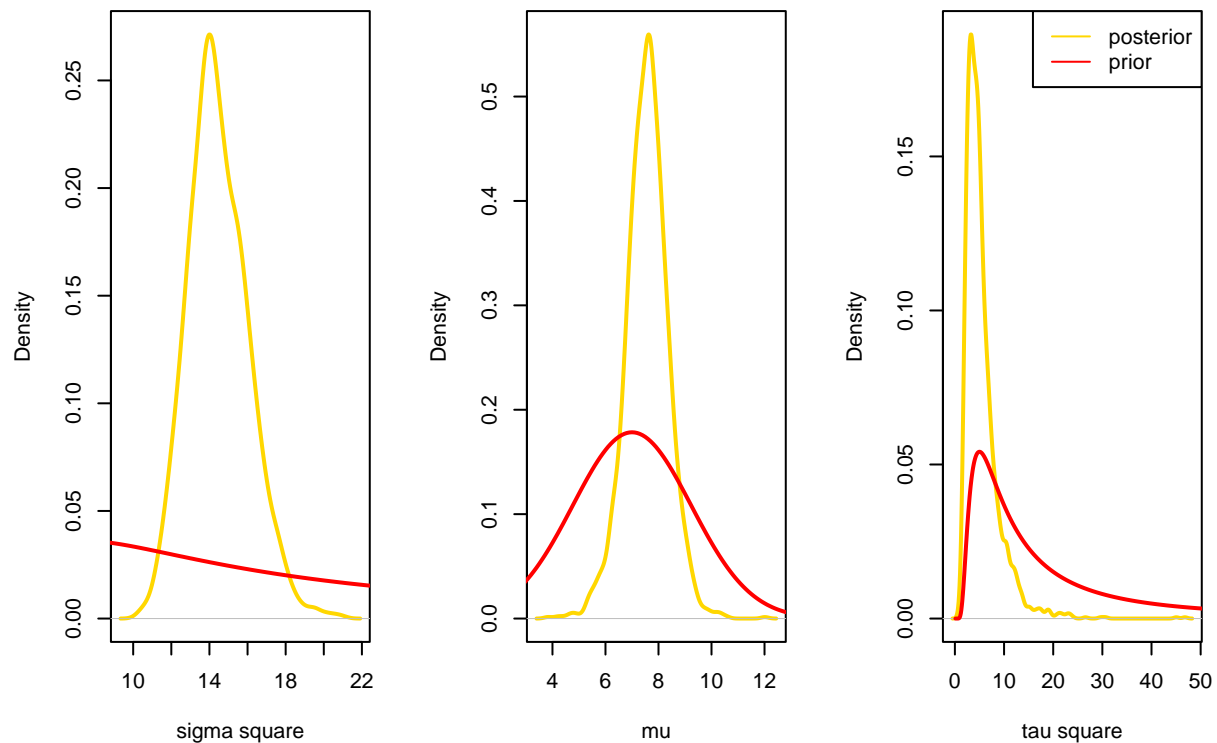 Density
0.00 0.05 0.10 0.15 0.20 0.25
10 14 18 22
sigma square
Density
0.0 0.1 0.2 0.3 0.4 0.5
4 6 8 10 12
mu
Density
0.00 0.05 0.10 0.15
0 10 20 30 40 50
tau square
posterior
prior